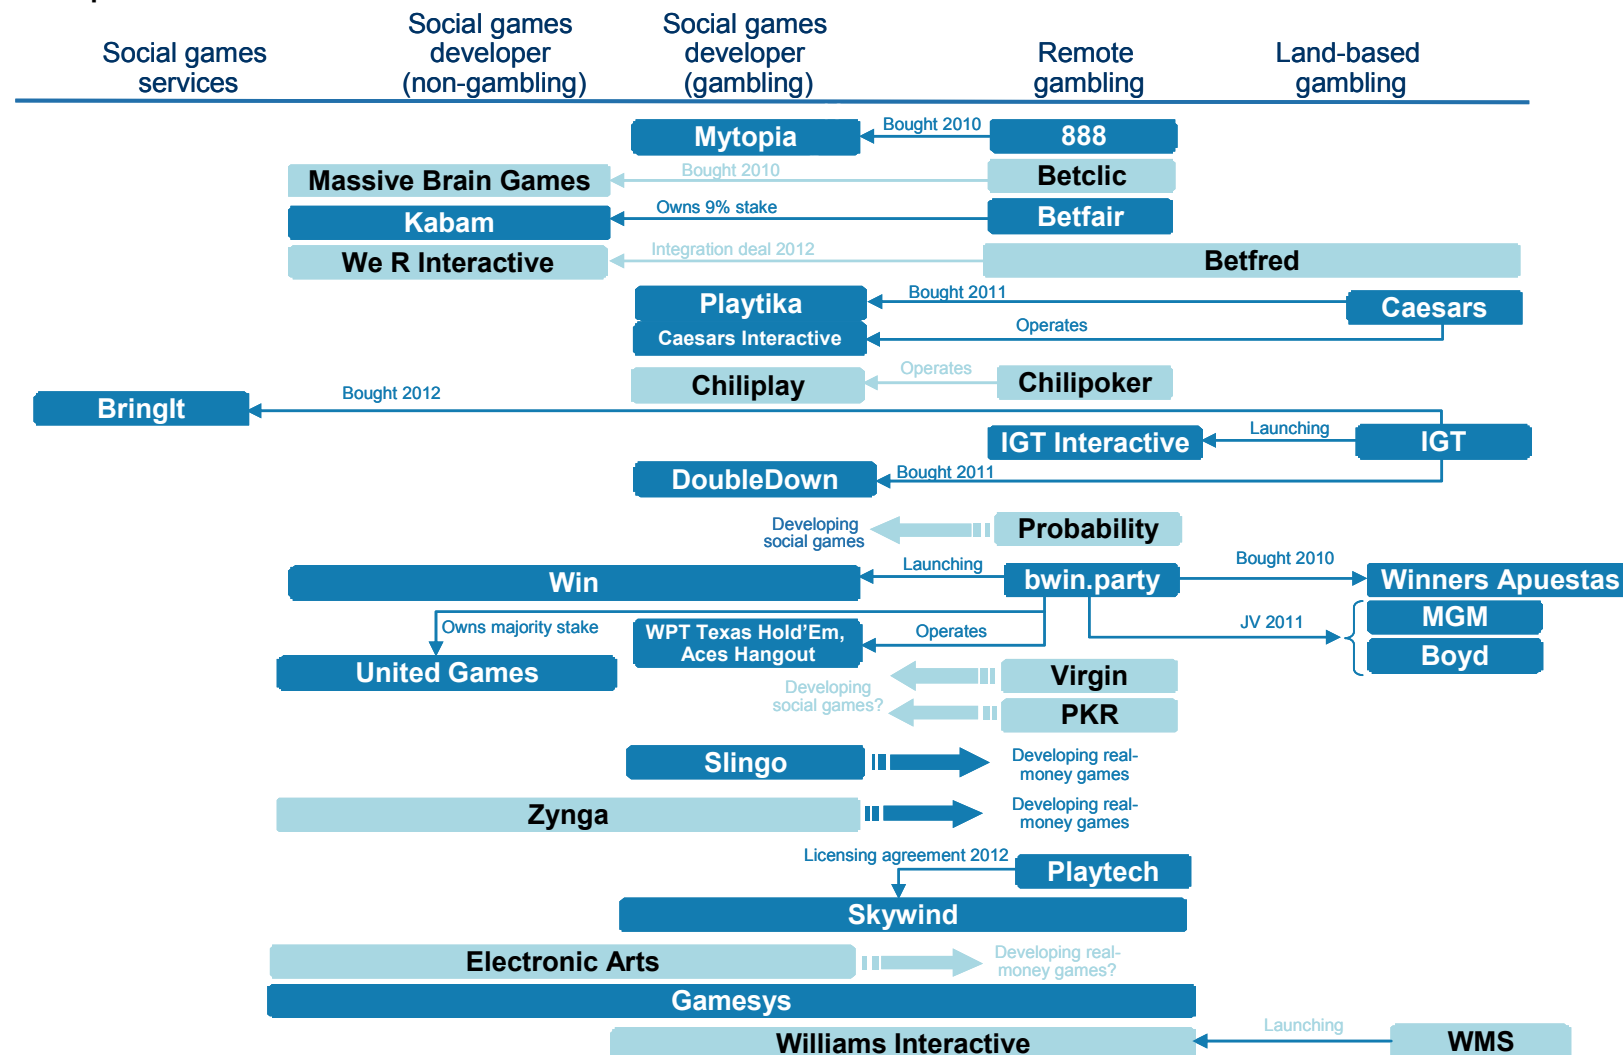 Social games
services
Social games
developer
(non-gambling)
Social games
developer
(gambling)
Remote
gambling
Land-based
gambling
Mytopia
Bought 2010
888
Massive Brain Games
Bought 2010
Betclic
Kabam
Owns 9% stake
Betfair
We R Interactive
Integration deal 2012
Betfred
Playtika
Bought 2011
Caesars
Caesars Interactive
Operates
Chiliplay
Operates
Chilipoker
BringIt
Bought 2012
IGT Interactive
Launching
IGT
DoubleDown
Bought 2011
Developing
social games
Probability
Win
Launching
bwin.party
Bought 2010
Winners Apuestas
Owns majority stake
WPT Texas Hold'Em,
Aces Hangout
Operates
JV 2011
MGM
Boyd
United Games
Developing
social games?
Virgin
PKR
Slingo
Developing real-
money games
Zynga
Developing real-
money games
Licensing agreement 2012
Playtech
Skywind
Electronic Arts
Developing real-
money games?
Gamesys
Williams Interactive
Launching
WMS